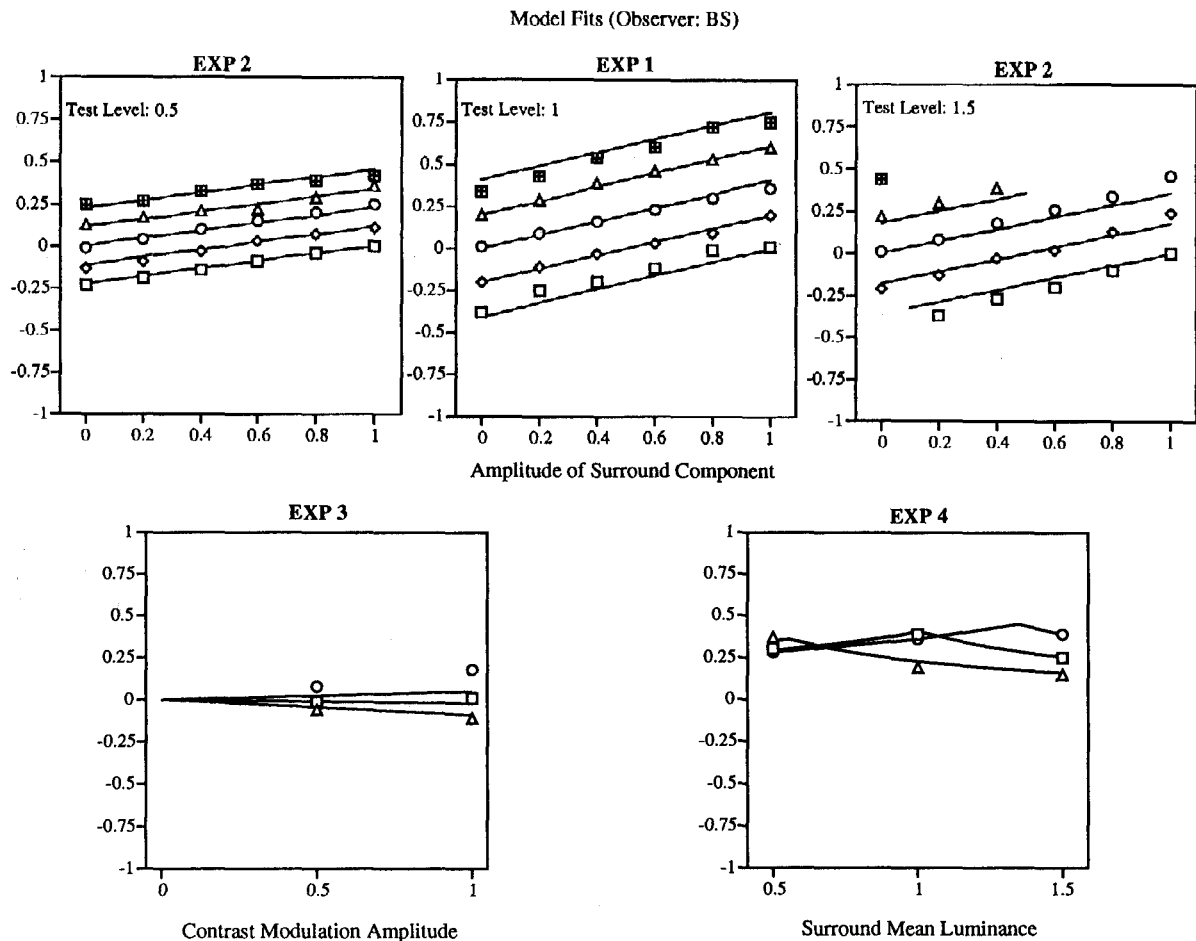 Model Fits (Observer: BS)
EXP 2
EXP 1
EXP 2
Test Level: 0.5
Test Level: 1
Test Level: 1.5
1
0.75
0.5
0.25
0
-0.25
-0.5
-0.75
-1
0 0.2 0.4 0.6 0.8 1
1
0.75
0.5
0.25
0
-0.25
-0.5
-0.75
-1
0 0.2 0.4 0.6 0.8 1
1
0.75
0.5
0.25
0
-0.25
-0.5
-0.75
-1
0 0.2 0.4 0.6 0.8 1
Amplitude of Surround Component
EXP 3
1
0.75
0.5
0.25
0
-0.25
-0.5
-0.75
-1
0 0.5 1
Contrast Modulation Amplitude
EXP 4
1
0.75
0.5
0.25
0
-0.25
-0.5
-0.75
-1
0.5 1 1.5
Surround Mean Luminance